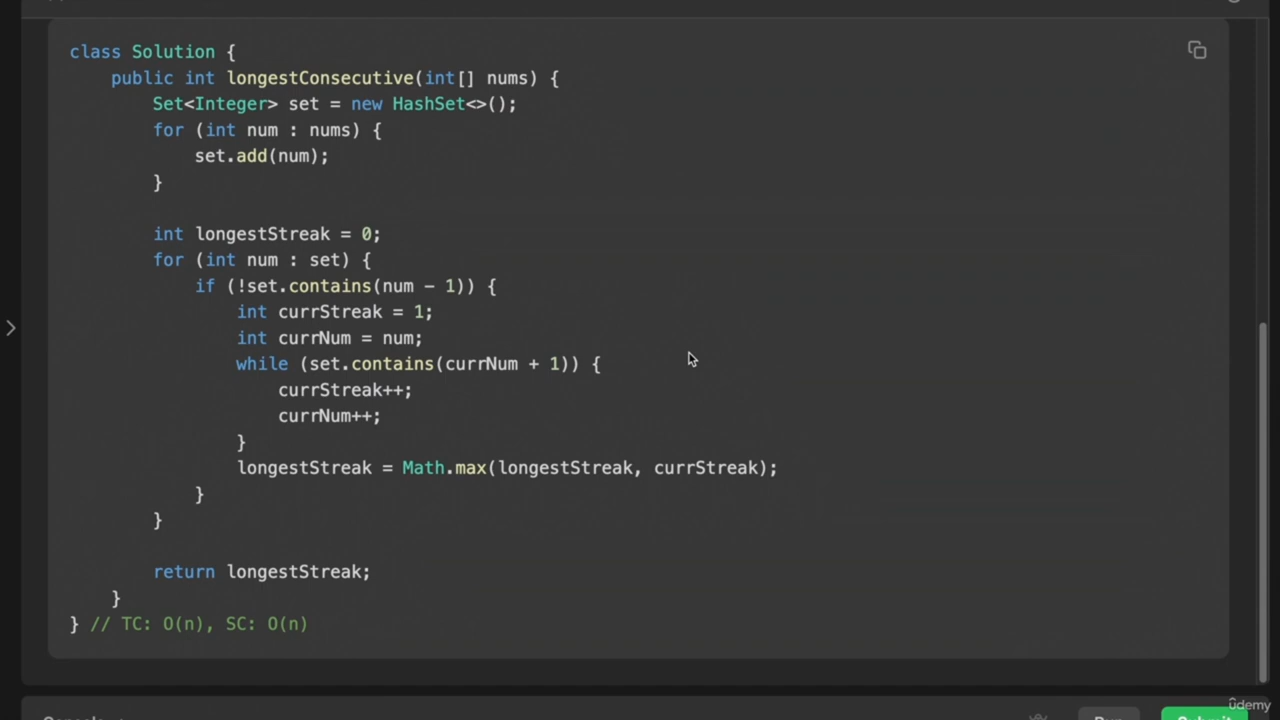 class Solution {
    public int longestConsecutive(int[] nums) {
        Set<Integer> set = new HashSet<>();
        for (int num : nums) {
            set.add(num);
        }

        int longestStreak = 0;
        for (int num : set) {
            if (!set.contains(num - 1)) {
                int currStreak = 1;
                int currNum = num;
                while (set.contains(currNum + 1)) {
                    currStreak++;
                    currNum++;
                }
                longestStreak = Math.max(longestStreak, currStreak);
            }
        }

        return longestStreak;
    }
} // TC: O(n), SC: O(n)
udemy